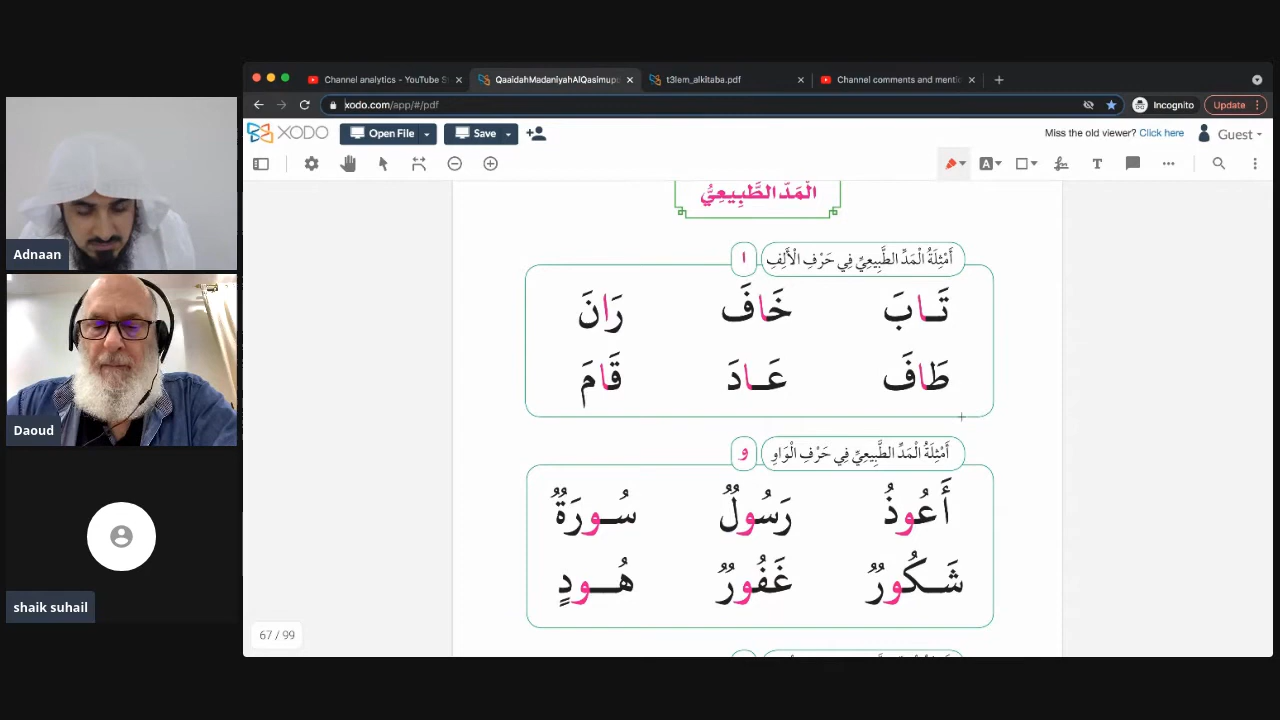 Channel analytics - YouTube S
QaaidahMadaniyahAlQasimup
t3lem_alkitaba.pdf
Channel comments and menti
xodo.com/app/#/pdf
Incognito
Update
XODO
Open File
Save
Miss the old viewer? Click here
Guest
الْمَدُّ الطَّبِيعِيُّ
أَمْثِلَةُ الْمَدِّ الطَّبِيعِيِّ فِي حَرْفِ الْأَلِفِ ا
تَـابَ خَافَ رَانَ
طَافَ عَـادَ قَامَ
أَمْثِلَةُ الْمَدِّ الطَّبِيعِيِّ فِي حَرْفِ الْوَاوِ و
أَعُوذُ رَسُولٌ سُـورَةٌ
شَـكُورٌ غَفُورٌ هُـودٍ
67 / 99
Adnaan
Daoud
shaik suhail